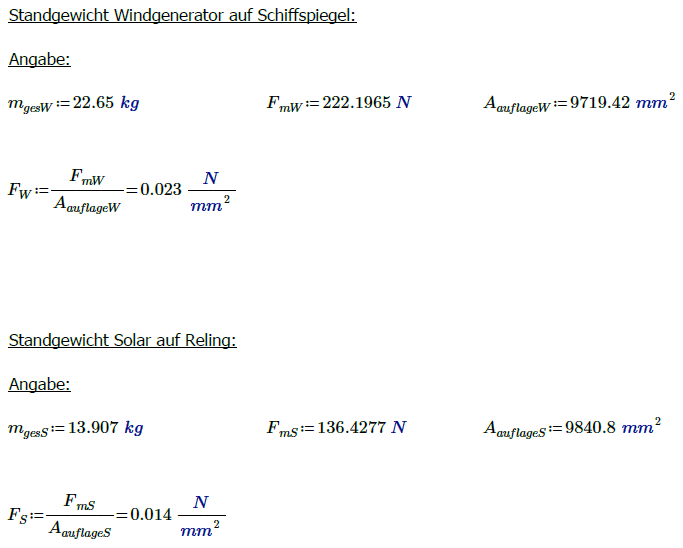 Standgewicht Windgenerator auf Schiffspiegel:
Angabe:
m_gesW := 22.65 kg F_mW := 222.1965 N A_auflageW := 9719.42 mm²
F_W := F_mW / A_auflageW = 0.023 N / mm²
Standgewicht Solar auf Reling:
Angabe:
m_gesS := 13.907 kg F_mS := 136.4277 N A_auflageS := 9840.8 mm²
F_S := F_mS / A_auflageS = 0.014 N / mm²